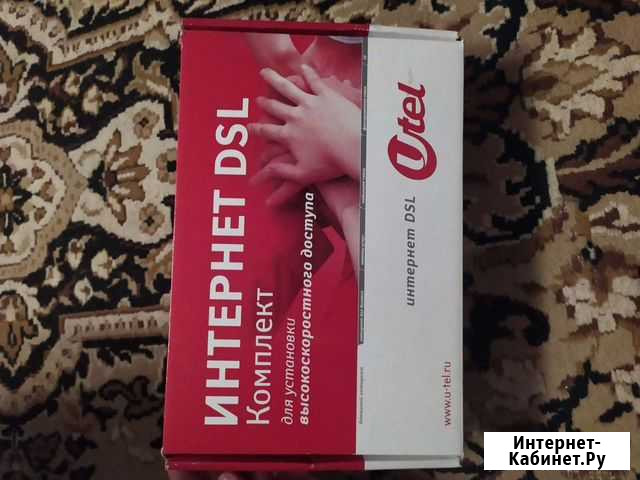 ИНТЕРНЕТ DSL
Комплект
для установки
высокоскоростного доступа
Utel
интернет DSL
www.u-tel.ru
Интернет-
Кабинет.Ру